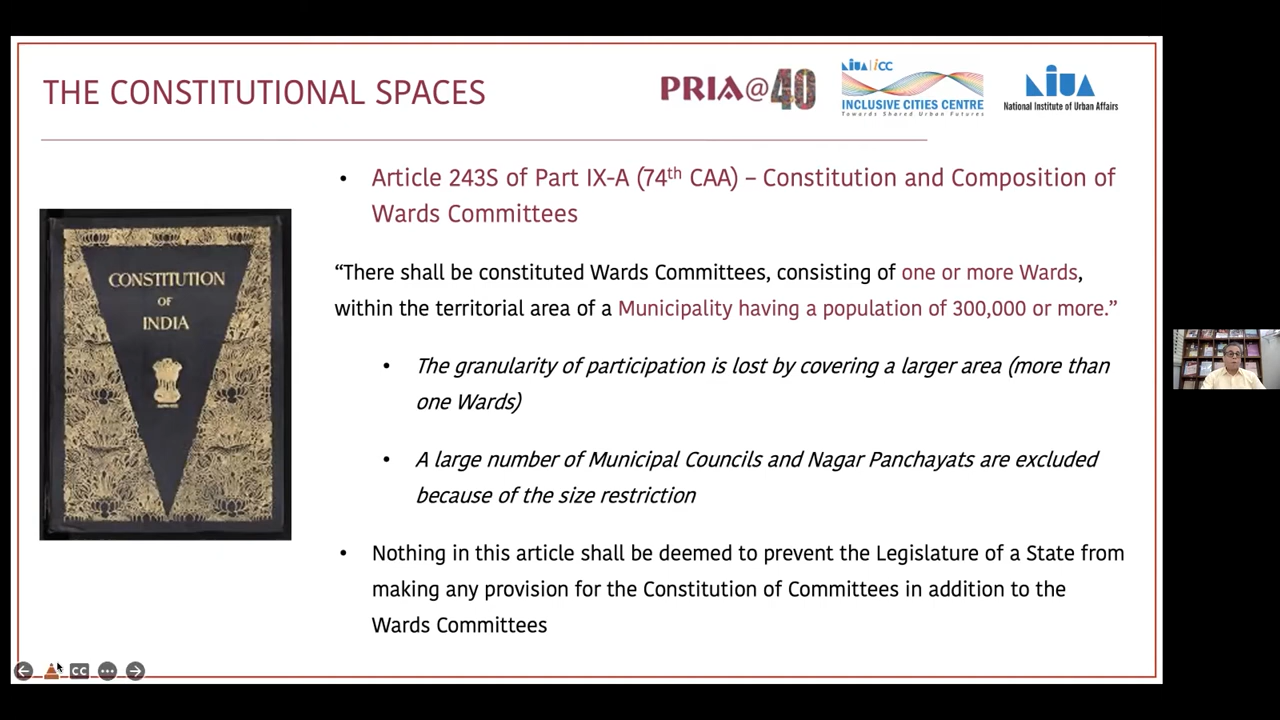 THE CONSTITUTIONAL SPACES
PRIA@40
NIUA | iCC
INCLUSIVE CITIES CENTRE
Towards Shared Urban Futures
NIUA
National Institute of Urban Affairs
• Article 243S of Part IX-A (74th CAA) – Constitution and Composition of
Wards Committees
CONSTITUTION
OF
INDIA
“There shall be constituted Wards Committees, consisting of one or more Wards,
within the territorial area of a Municipality having a population of 300,000 or more.”
• The granularity of participation is lost by covering a larger area (more than
one Wards)
• A large number of Municipal Councils and Nagar Panchayats are excluded
because of the size restriction
• Nothing in this article shall be deemed to prevent the Legislature of a State from
making any provision for the Constitution of Committees in addition to the
Wards Committees
CC